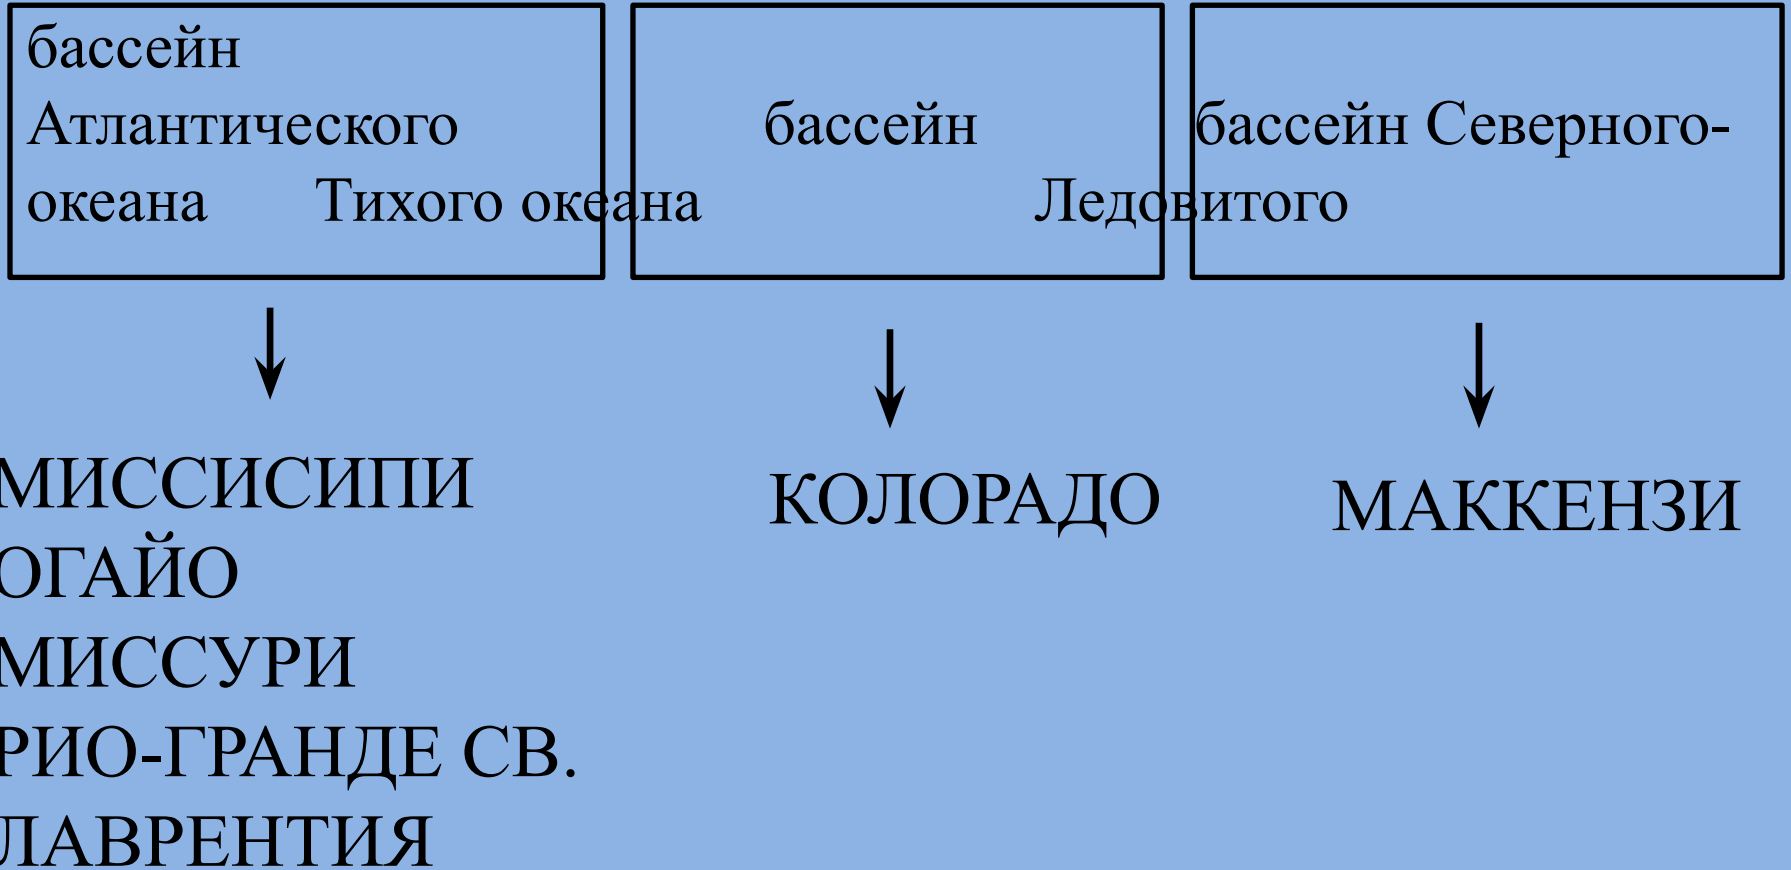 бассейн
Атлантического бассейн бассейн Северного-
океана Тихого океана Ледовитого
МИССИСИПИ
ОГАЙО
МИССУРИ
РИО-ГРАНДЕ СВ.
ЛАВРЕНТИЯ
КОЛОРАДО
МАККЕНЗИ